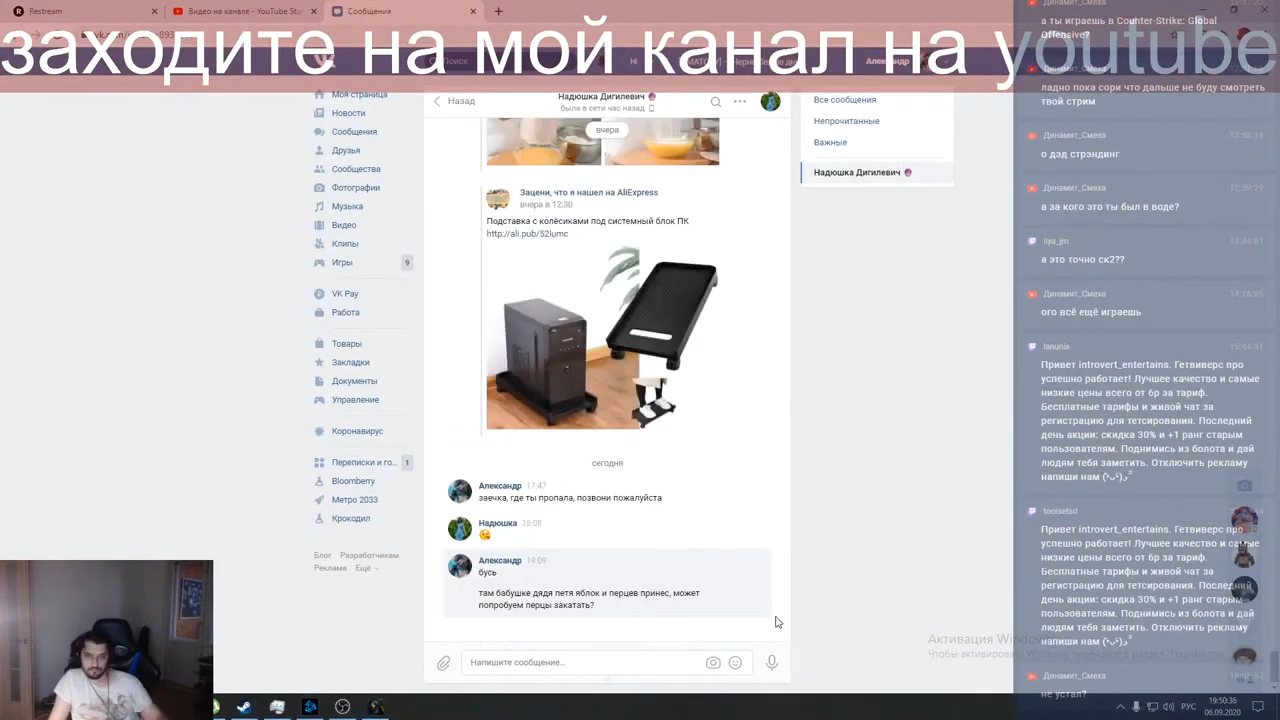 Restream
Видео на канале - YouTube Stu
Сообщения
заходите на мой канал на youtube
Александр
Моя страница
Новости
Сообщения
Друзья
Сообщества
Фотографии
Музыка
Видео
Клипы
Игры
9
VK Pay
Работа
Товары
Закладки
Документы
Управление
Коронавирус
Переписки и го...
1
Bloomberry
Метро 2033
Крокодил
Блог Разработчикам
Реклама Ещё
Назад
Надюшка Дигилевич
была в сети час назад
вчера
Зацени, что я нашел на AliExpress
вчера в 12:30
Подставка с колёсиками под системный блок ПК
http://ali.pub/52lumc
сегодня
Александр 17:47
заечка, где ты пропала, позвони пожалуйста
Надюшка 18:08
Александр 19:09
бусь
там бабушке дядя петя яблок и перцев принес, может
попробуем перцы закатать?
Напишите сообщение...
Все сообщения
Непрочитанные
Важные
Надюшка Дигилевич
Динамит_Смеха
а ты играешь в Counter-Strike: Global
Offensive?
Динамит_Смеха
ладно пока сори что дальше не буду смотреть
твой стрим
Динамит_Смеха
о дэд стрэндинг
Динамит_Смеха
а за кого это ты был в воде?
ilya_jm
а это точно ск2??
Динамит_Смеха
ого всё ещё играешь
lanunix
Привет introvert_entertains. Гетвиверс про
успешно работает! Лучшее качество и самые
низкие цены всего от 6р за тариф.
Бесплатные тарифы и живой чат за
регистрацию для тетсирования. Последний
день акции: скидка 30% и +1 ранг старым
пользователям. Поднимись из болота и дай
людям тебя заметить. Отключить рекламу
напиши нам
toolsetsd
Привет introvert_entertains. Гетвиверс про
успешно работает! Лучшее качество и самые
низкие цены всего от 6р за тариф.
Бесплатные тарифы и живой чат за
регистрацию для тетсирования. Последний
день акции: скидка 30% и +1 ранг старым
пользователям. Поднимись из болота и дай
людям тебя заметить. Отключить рекламу
напиши нам
Динамит_Смеха
не устал?
Активация Windows
Чтобы активировать Windows, перейдите в раздел "Параметры"
РУС
19:50:36
06.09.2020